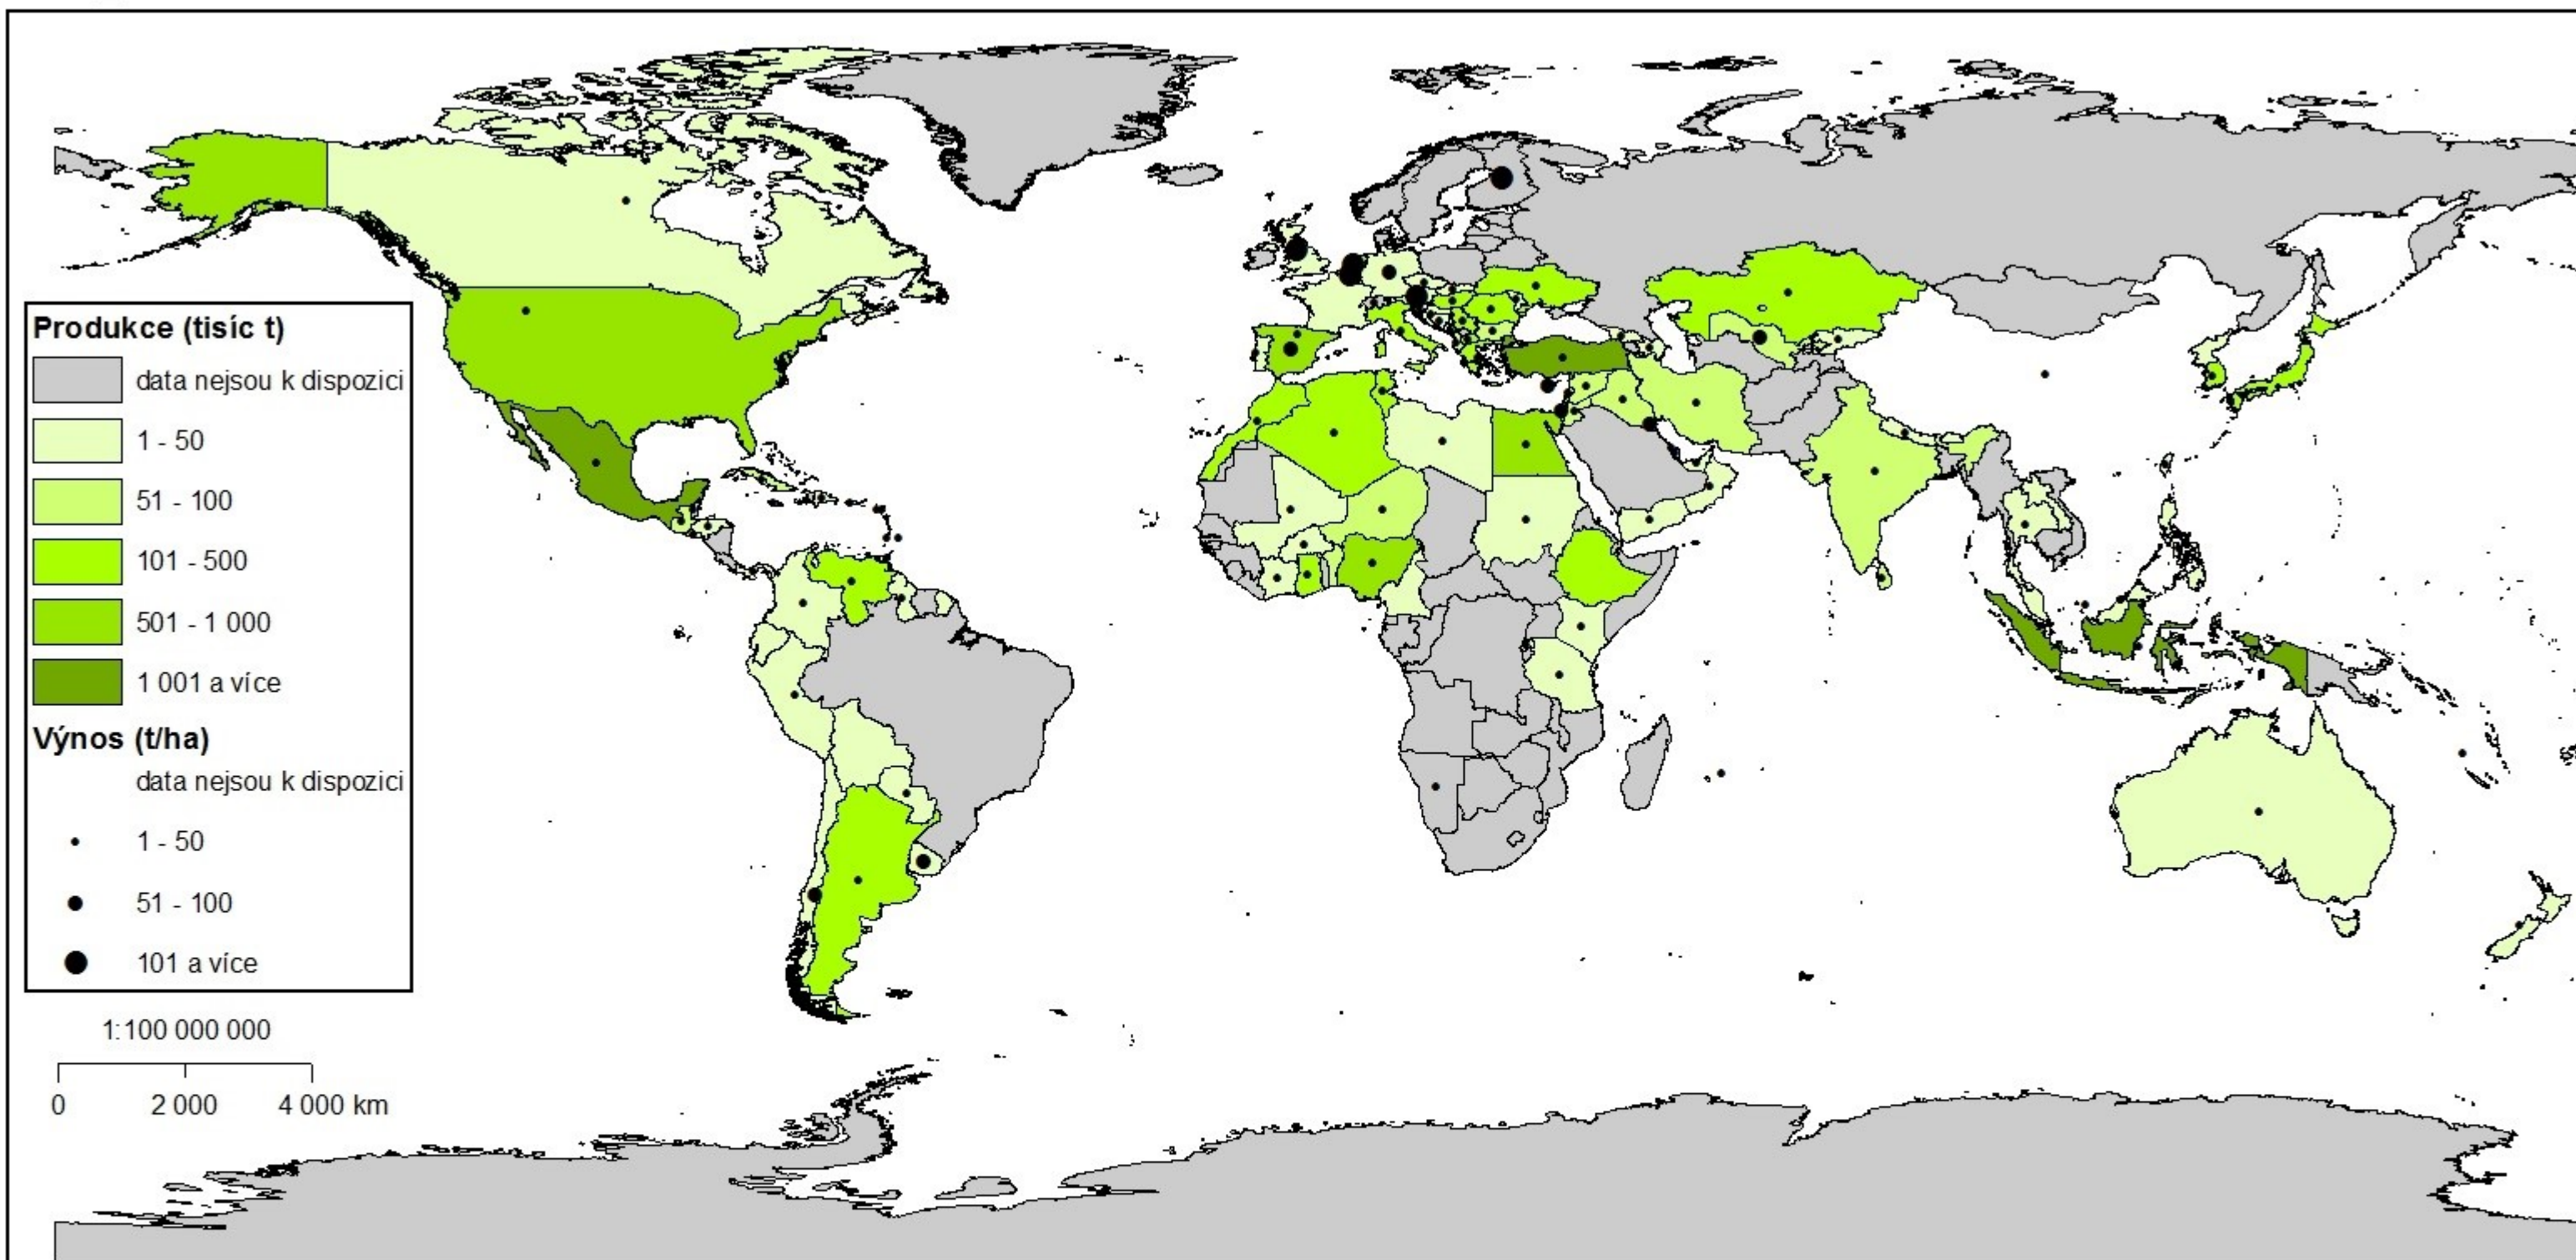 Produkce (tisíc t)
data nejsou k dispozici
1 - 50
51 - 100
101 - 500
501 - 1 000
1 001 a více
Výnos (t/ha)
data nejsou k dispozici
1 - 50
51 - 100
101 a více
1:100 000 000
0 2 000 4 000 km